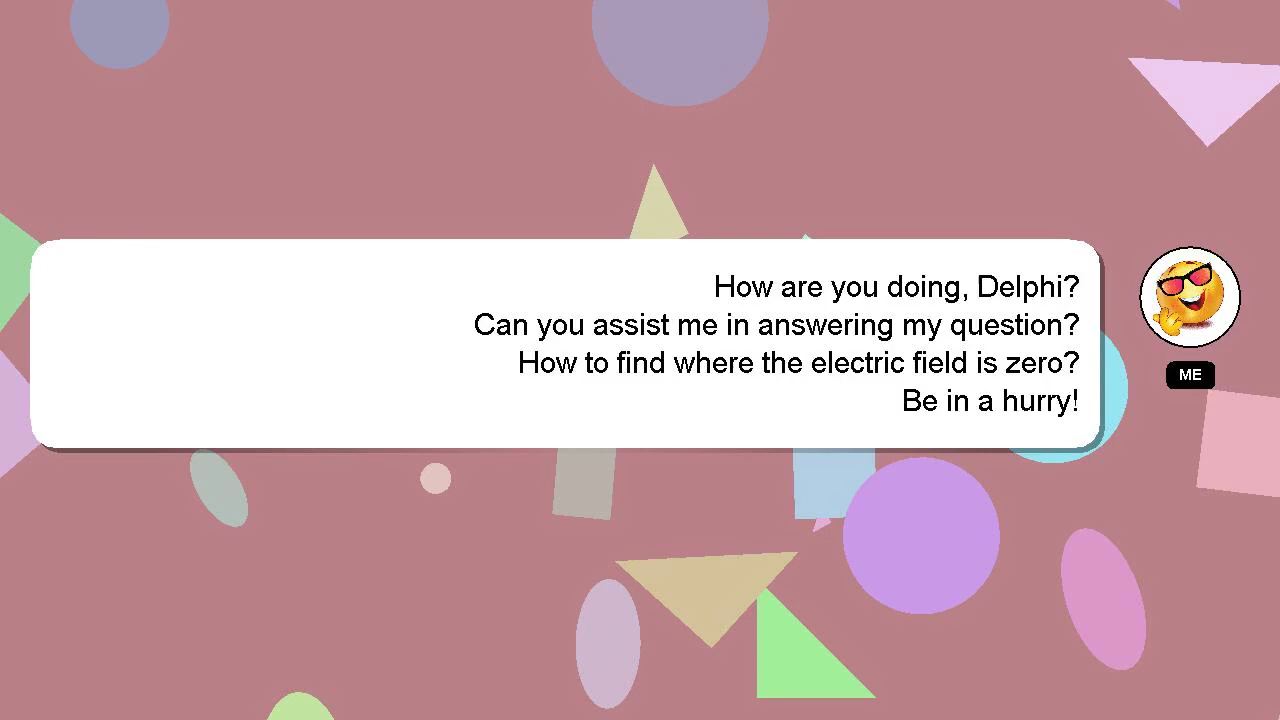 How are you doing, Delphi?
Can you assist me in answering my question?
How to find where the electric field is zero?
Be in a hurry!
ME